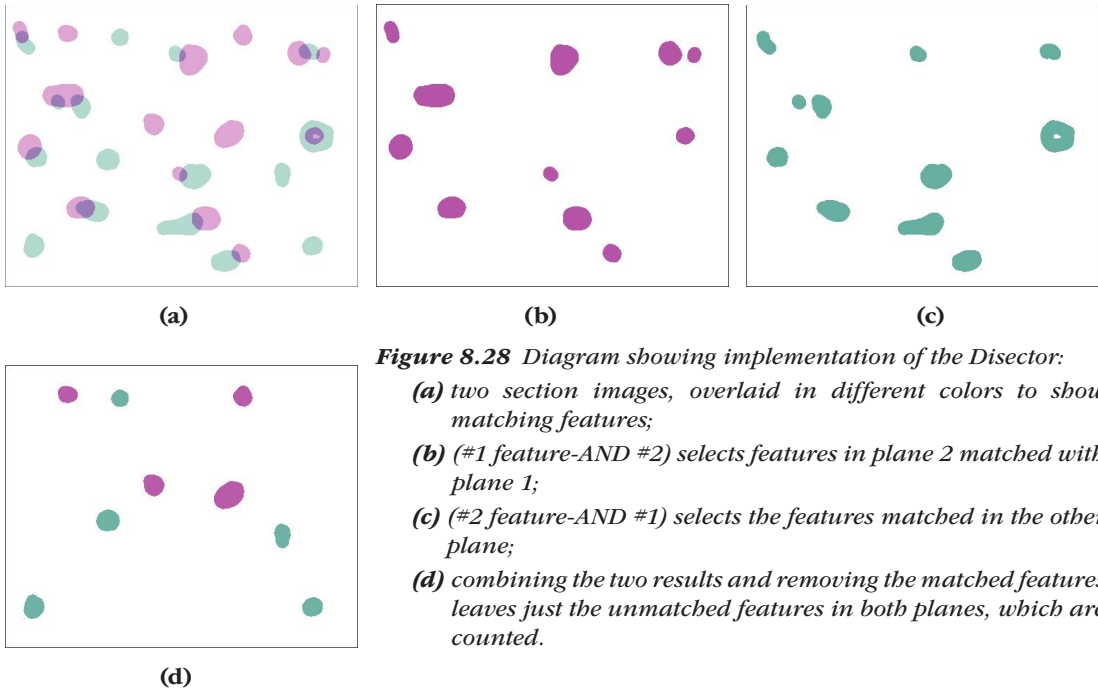 (a)
(b)
(c)
Figure 8.28 Diagram showing implementation of the Disector:
(a) two section images, overlaid in different colors to show
matching features;
(b) (#1 feature-AND #2) selects features in plane 2 matched with
plane 1;
(c) (#2 feature-AND #1) selects the features matched in the other
plane;
(d) combining the two results and removing the matched features
leaves just the unmatched features in both planes, which are
counted.
(d)